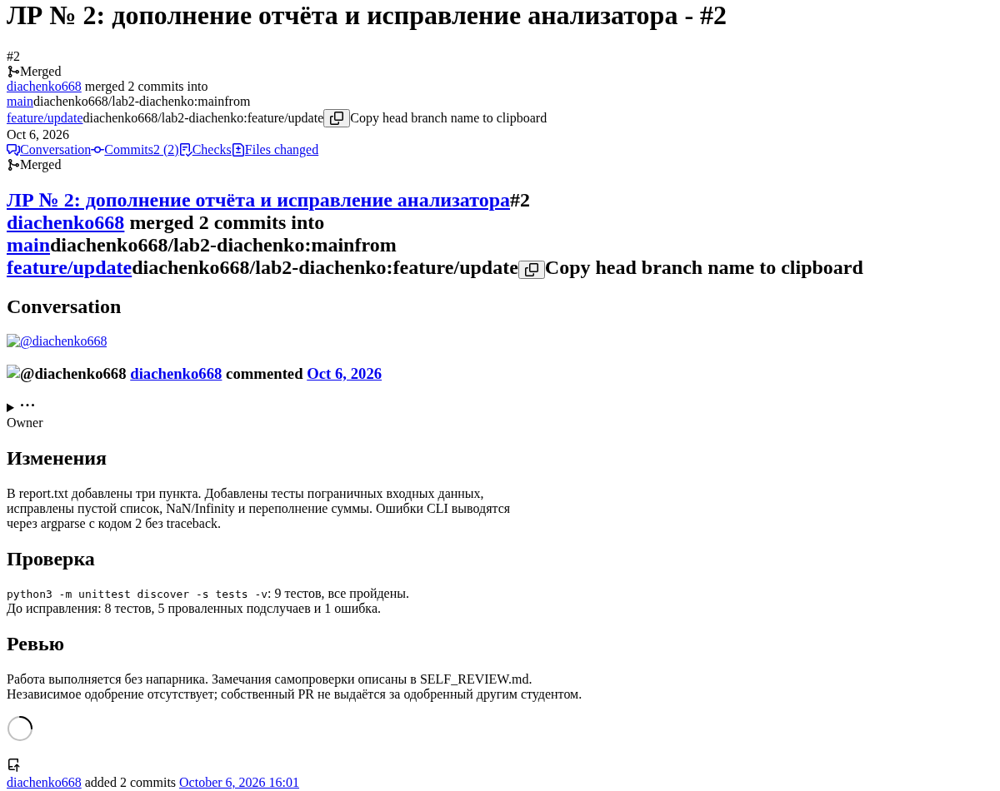 ЛР № 2: дополнение отчёта и исправление анализатора - #2
#2
Merged
diachenko668 merged 2 commits into
maindiachenko668/lab2-diachenko:mainfrom
feature/updatediachenko668/lab2-diachenko:feature/updateCopy head branch name to clipboard
Oct 6, 2026
ConversationCommits2 (2)ChecksFiles changed
Merged
ЛР № 2: дополнение отчёта и исправление анализатора#2
diachenko668 merged 2 commits into
maindiachenko668/lab2-diachenko:mainfrom
feature/updatediachenko668/lab2-diachenko:feature/updateCopy head branch name to clipboard
Conversation
@diachenko668
@diachenko668 diachenko668 commented Oct 6, 2026
Owner
Изменения
В report.txt добавлены три пункта. Добавлены тесты пограничных входных данных,
исправлены пустой список, NaN/Infinity и переполнение суммы. Ошибки CLI выводятся
через argparse с кодом 2 без traceback.
Проверка
python3 -m unittest discover -s tests -v: 9 тестов, все пройдены.
До исправления: 8 тестов, 5 проваленных подслучаев и 1 ошибка.
Ревью
Работа выполняется без напарника. Замечания самопроверки описаны в SELF_REVIEW.md.
Независимое одобрение отсутствует; собственный PR не выдаётся за одобренный другим студентом.
diachenko668 added 2 commits October 6, 2026 16:01